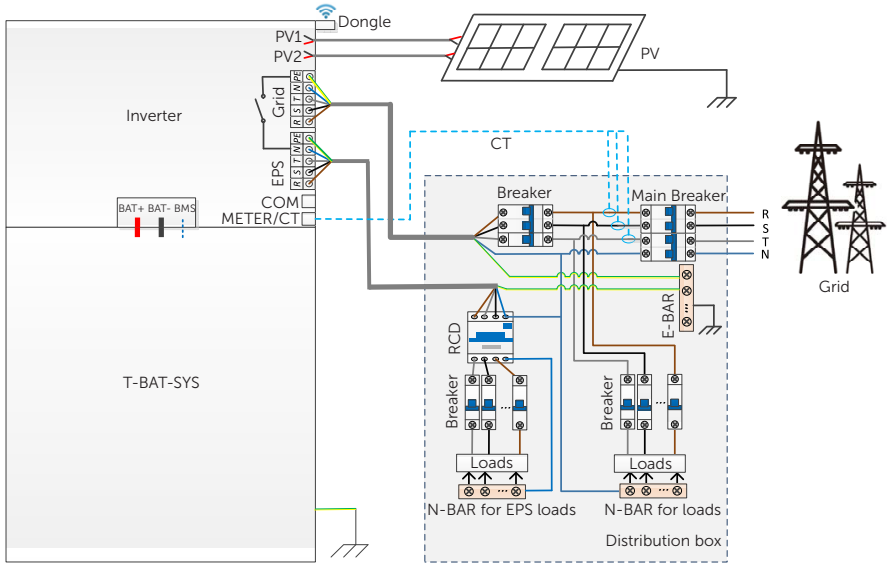 Dongle
PV1
PV2
PV
PE
N
T
S
R
Grid
Inverter
PE
N
T
S
R
EPS
CT
COM
METER/CT
BAT+ BAT- BMS
Breaker
Main Breaker
R
S
T
N
Grid
E-BAR
RCD
T-BAT-SYS
Breaker
Breaker
Loads
Loads
N-BAR for EPS loads
N-BAR for loads
Distribution box